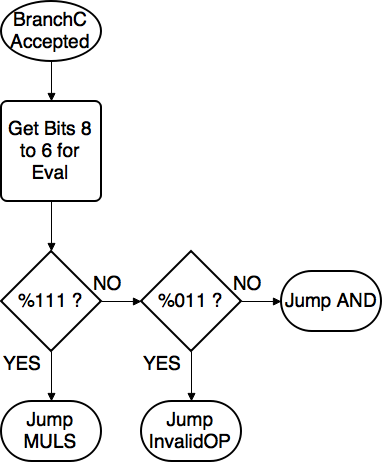 BranchC
Accepted
Get Bits 8
to 6 for
Eval
%111 ?
NO
%011 ?
NO
Jump AND
YES
YES
Jump
MULS
Jump
InvalidOP